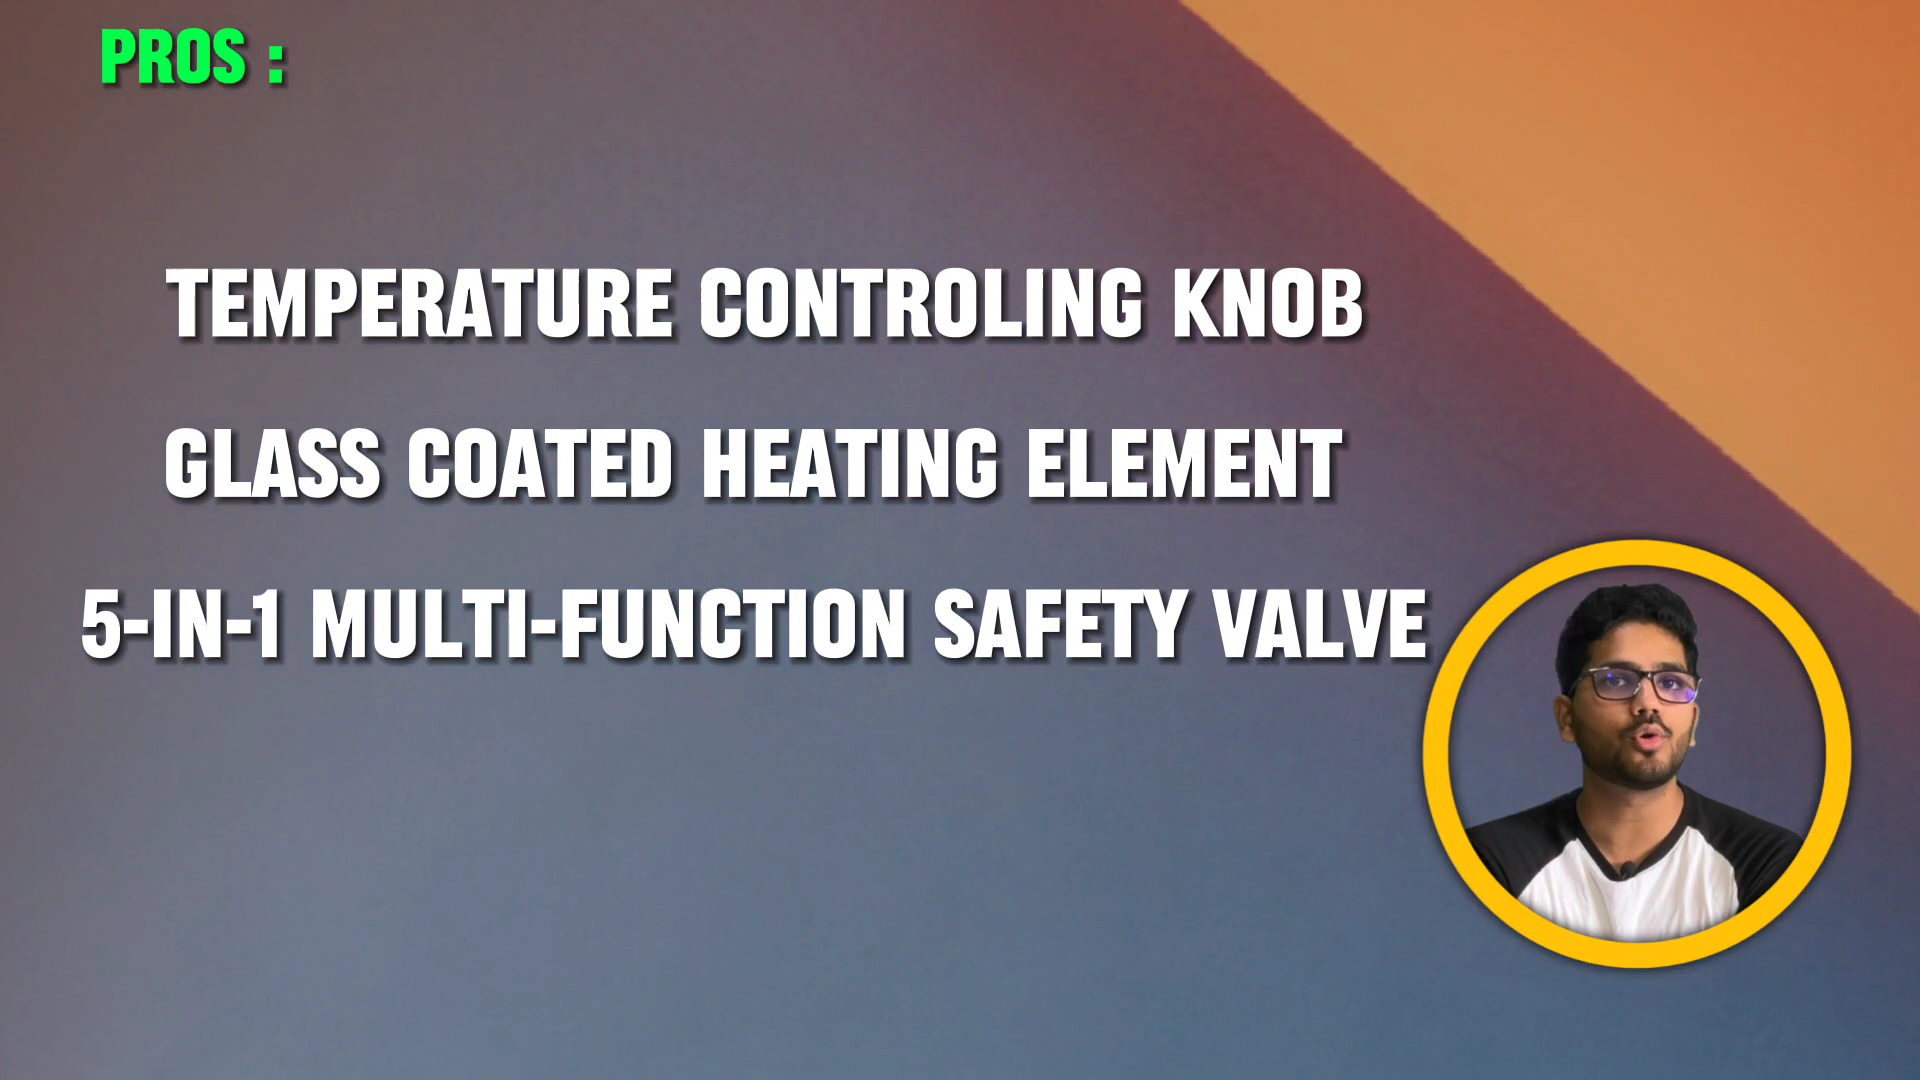 PROS :
TEMPERATURE CONTROLING KNOB
GLASS COATED HEATING ELEMENT
5-IN-1 MULTI-FUNCTION SAFETY VALVE